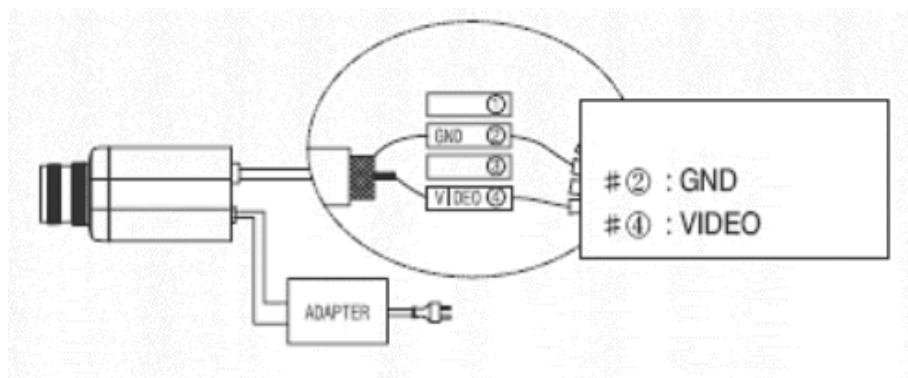 ①
GND ②
③
VIDEO ④
#② : GND
#④ : VIDEO
ADAPTER